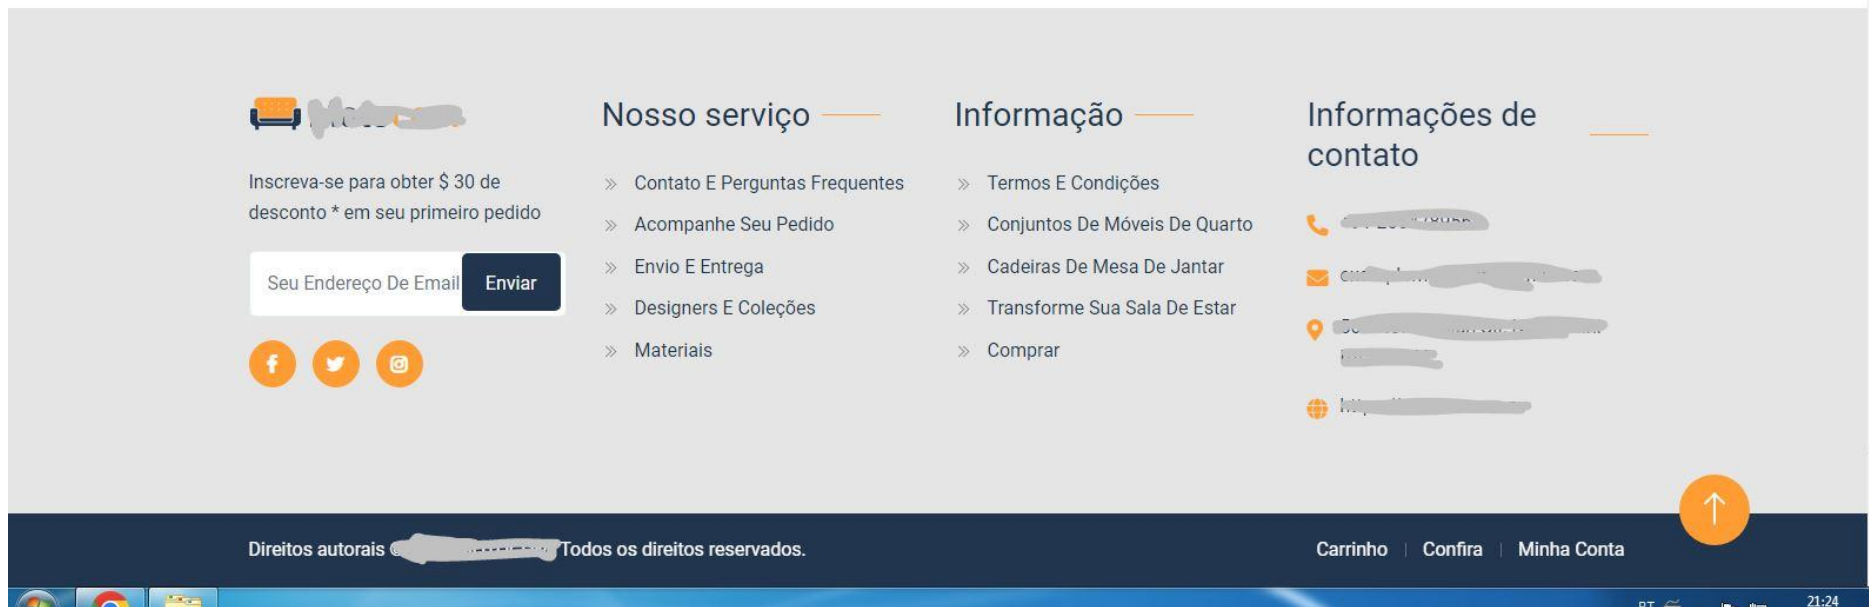 Inscreva-se para obter $ 30 de
desconto * em seu primeiro pedido
Seu Endereço De Email
Enviar
Nosso serviço
Contato E Perguntas Frequentes
Acompanhe Seu Pedido
Envio E Entrega
Designers E Coleções
Materiais
Informação
Termos E Condições
Conjuntos De Móveis De Quarto
Cadeiras De Mesa De Jantar
Transforme Sua Sala De Estar
Comprar
Informações de
contato
Direitos autorais
Todos os direitos reservados.
Carrinho | Confira | Minha Conta
PT
21:24